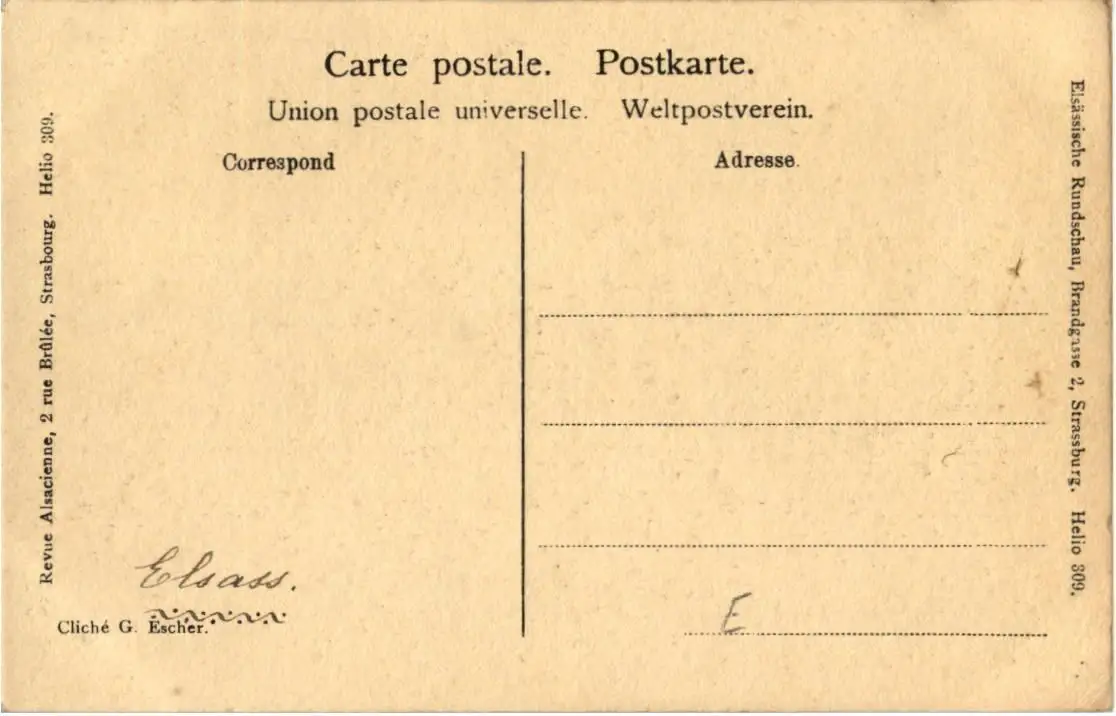 Carte postale. Postkarte.
Union postale universelle. Weltpostverein.
Correspond
Adresse.
Revue Alsacienne, 2 rue Brûlée, Strasbourg. Helio 309.
Elsässische Rundschau, Brandgasse 2, Strassburg. Helio 309.
Elsass.
Cliché G. Escher.
E